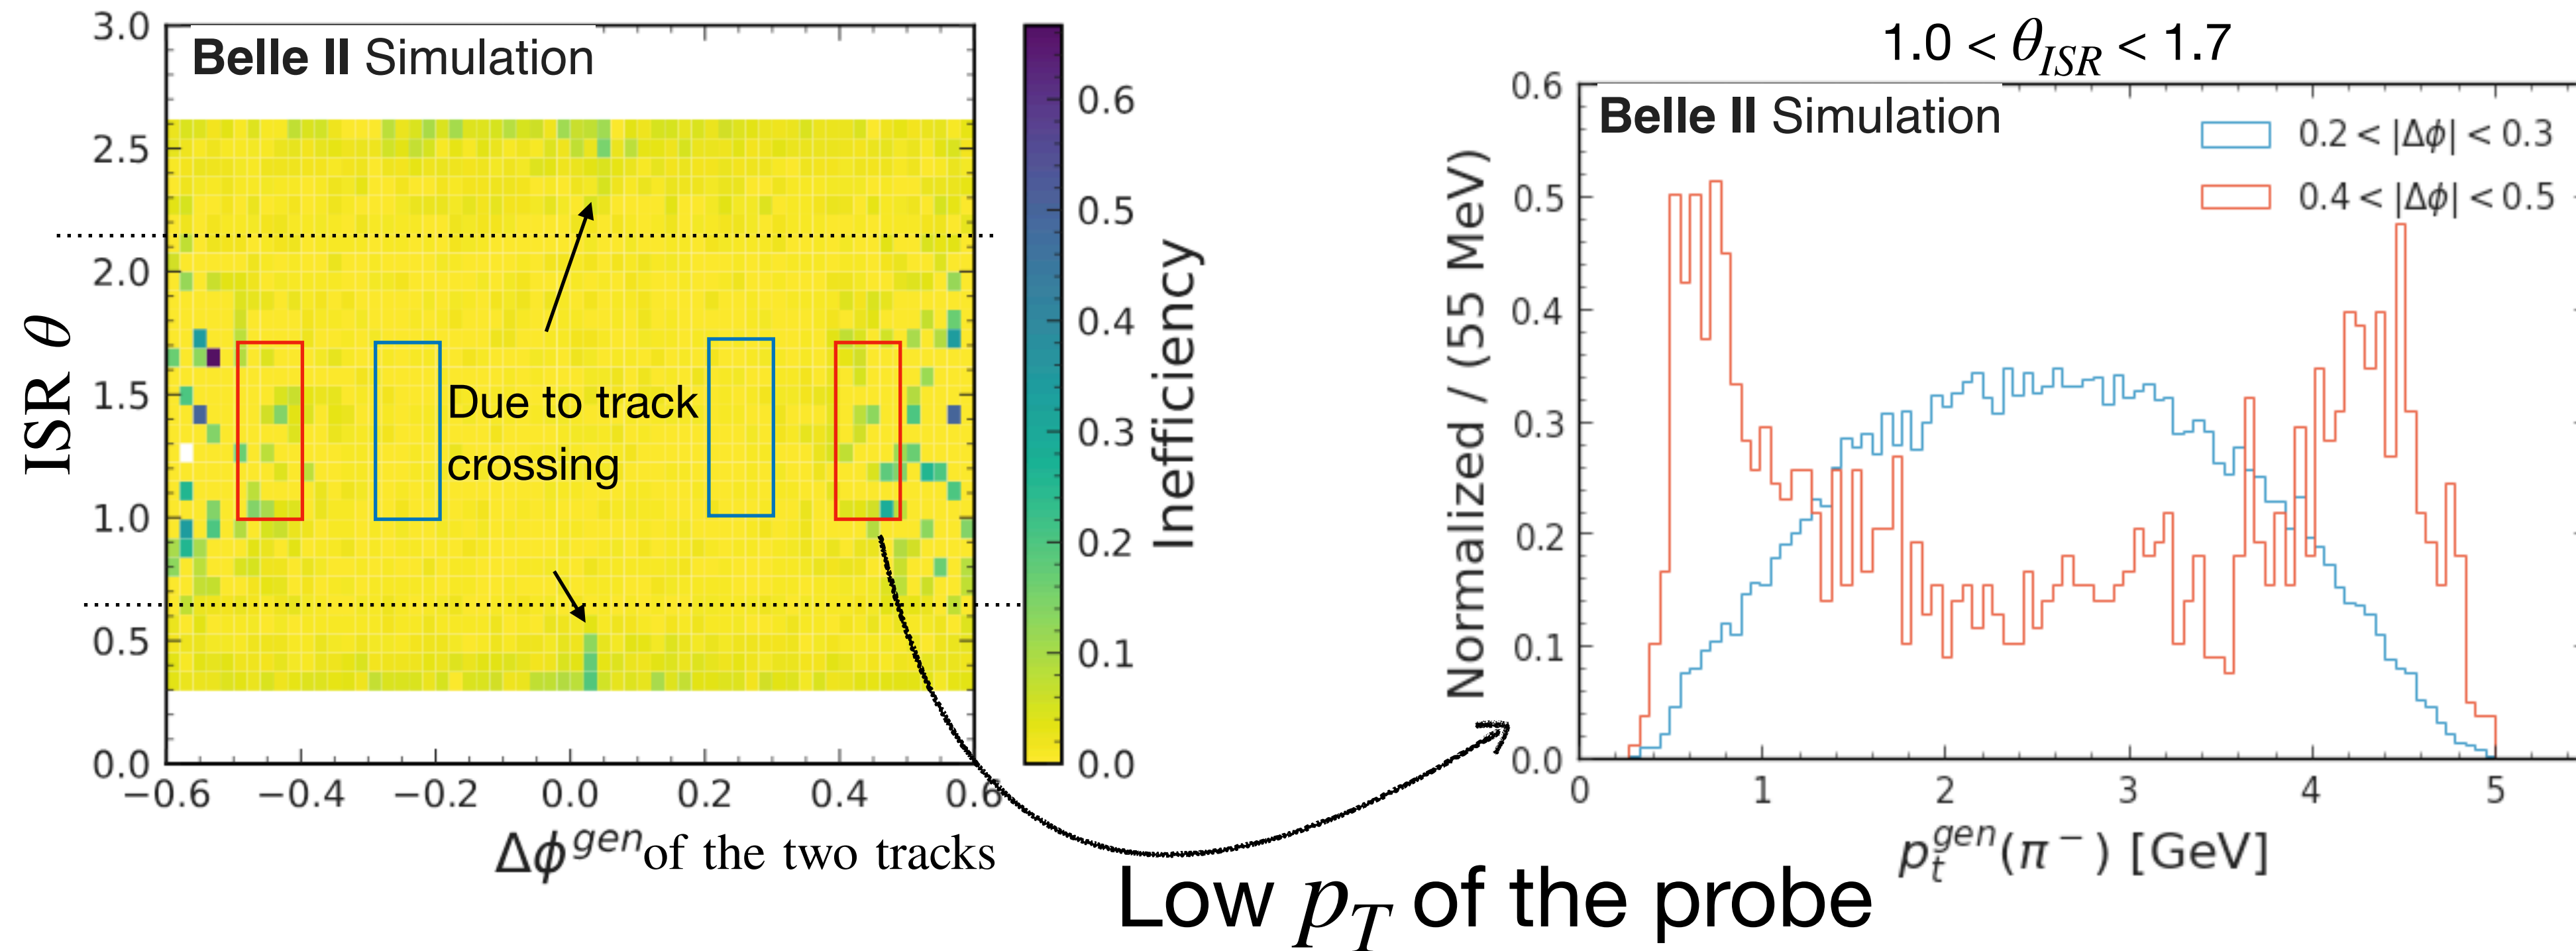 Belle II Simulation
3.0
2.5
2.0
1.5
1.0
0.5
0.0
ISR θ
−0.6 −0.4 −0.2 0.0 0.2 0.4 0.6
Δϕ^{gen} of the two tracks
Due to track
crossing
0.6
0.5
0.4
0.3
0.2
0.1
0.0
Inefficiency
Low p_T of the probe
1.0 < θ_{ISR} < 1.7
Belle II Simulation
0.2 < |Δϕ| < 0.3
0.4 < |Δϕ| < 0.5
0.6
0.5
0.4
0.3
0.2
0.1
0.0
Normalized / (55 MeV)
0 1 2 3 4 5
p_t^{gen}(π⁻) [GeV]